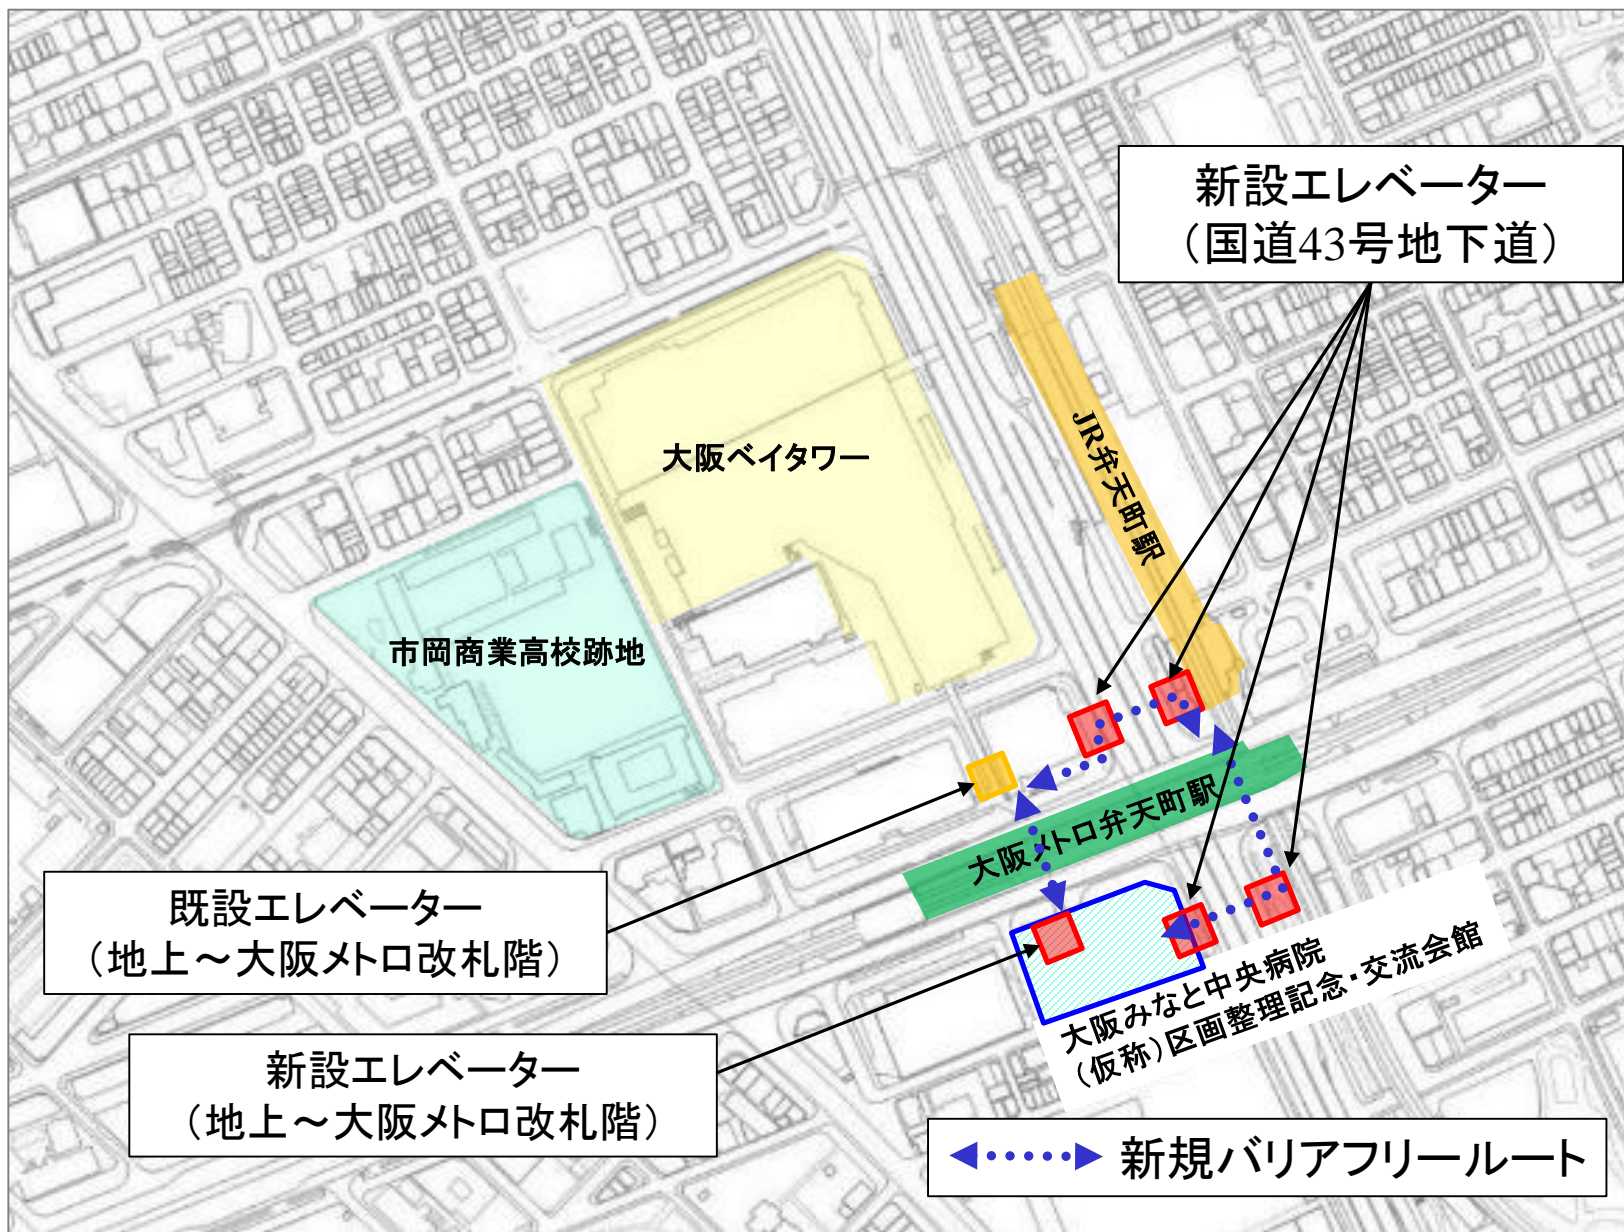 新設エレベーター
（国道43号地下道）
JR弁天町駅
大阪ベイタワー
市岡商業高校跡地
大阪メトロ弁天町駅
既設エレベーター
（地上～大阪メトロ改札階）
大阪みなと中央病院
（仮称）区画整理記念・交流会館
新設エレベーター
（地上～大阪メトロ改札階）
新規バリアフリールート